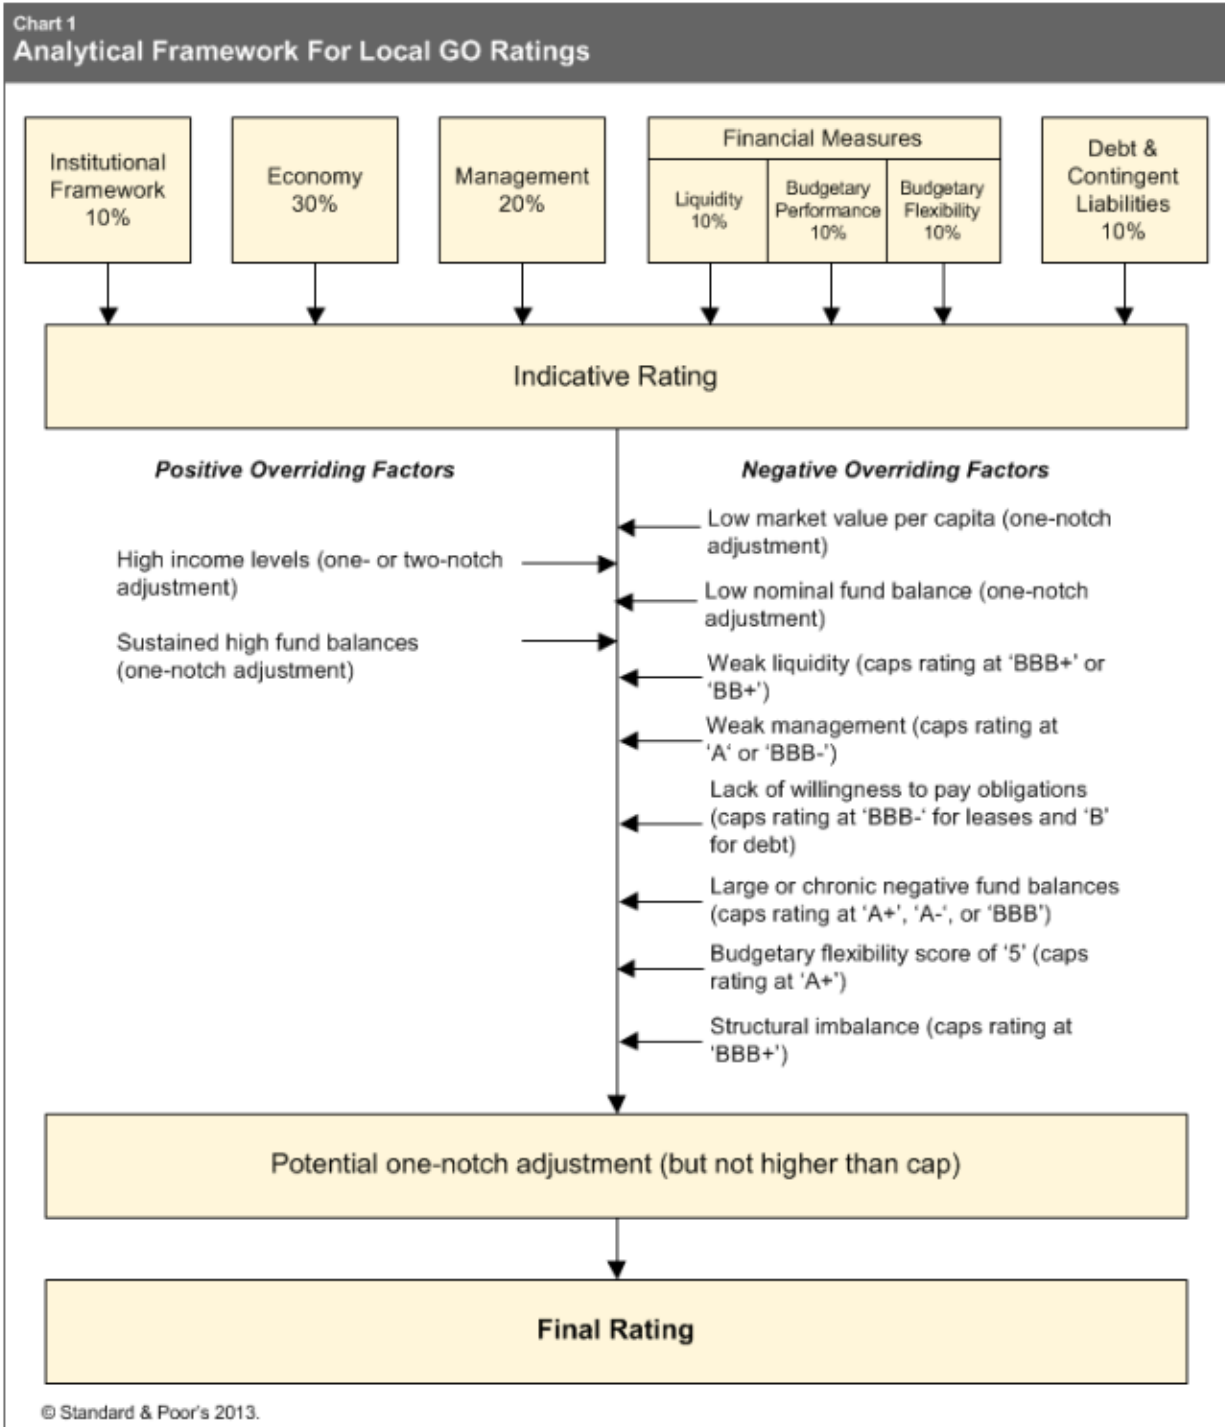 Chart 1
Analytical Framework For Local GO Ratings
Institutional
Framework
10%
Economy
30%
Management
20%
Financial Measures
Liquidity
10%
Budgetary
Performance
10%
Budgetary
Flexibility
10%
Debt &
Contingent
Liabilities
10%
Indicative Rating
Positive Overriding Factors
High income levels (one- or two-notch
adjustment)
Sustained high fund balances
(one-notch adjustment)
Negative Overriding Factors
Low market value per capita (one-notch
adjustment)
Low nominal fund balance (one-notch
adjustment)
Weak liquidity (caps rating at ‘BBB+’ or
‘BB+’)
Weak management (caps rating at
‘A‘ or ‘BBB-’)
Lack of willingness to pay obligations
(caps rating at ‘BBB-‘ for leases and ‘B’
for debt)
Large or chronic negative fund balances
(caps rating at ‘A+’, ‘A-‘, or ‘BBB’)
Budgetary flexibility score of ‘5’ (caps
rating at ‘A+’)
Structural imbalance (caps rating at
‘BBB+’)
Potential one-notch adjustment (but not higher than cap)
Final Rating
© Standard & Poor's 2013.